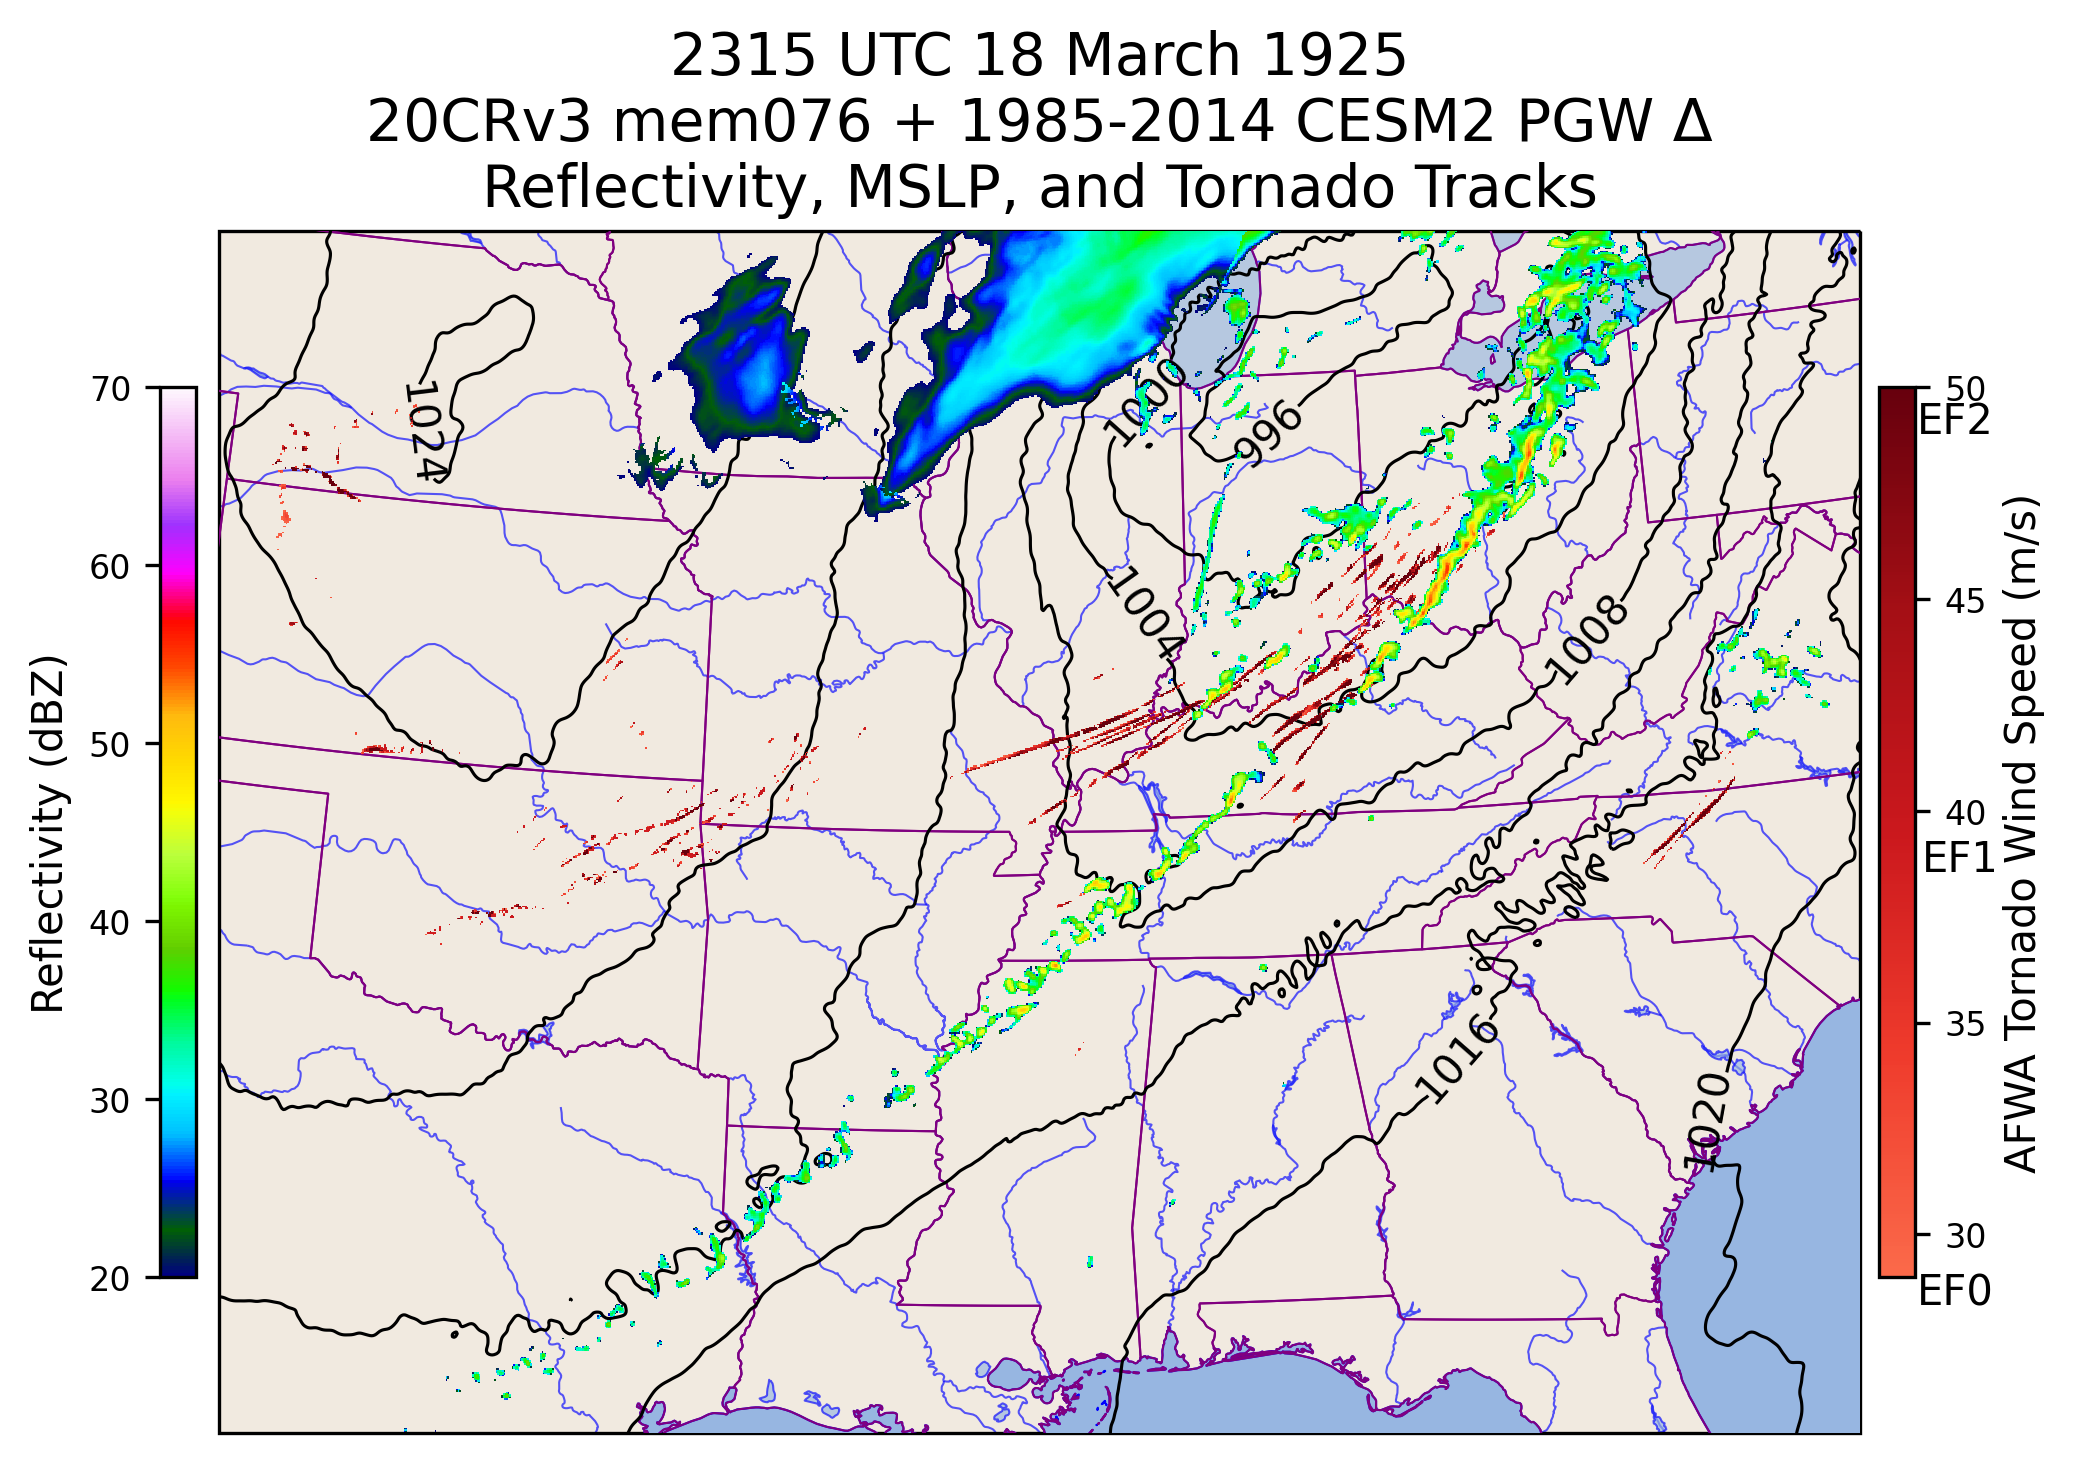 2315 UTC 18 March 1925
20CRv3 mem076 + 1985-2014 CESM2 PGW Δ
Reflectivity, MSLP, and Tornado Tracks
Reflectivity (dBZ)
70
60
50
40
30
20
1024
1000
996
1004
1008
1016
1020
50
EF2
45
40
EF1
35
30
EF0
AFWA Tornado Wind Speed (m/s)